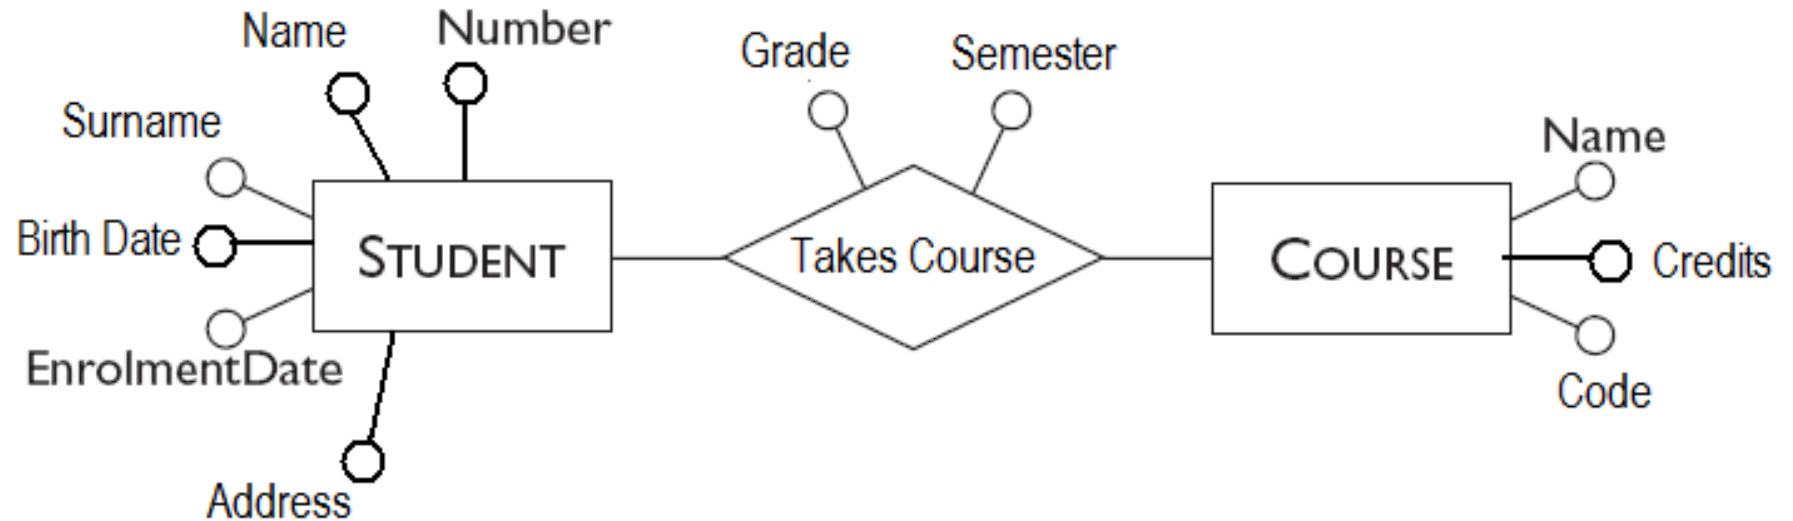 Name
Number
Grade
Semester
Surname
Name
Birth Date
STUDENT
Takes Course
COURSE
Credits
EnrolmentDate
Code
Address